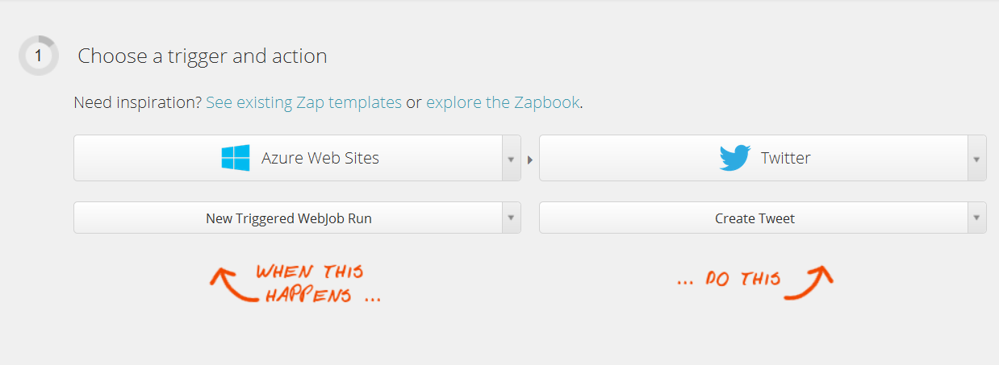 1 Choose a trigger and action
Need inspiration? See existing Zap templates or explore the Zapbook.
Azure Web Sites
Twitter
New Triggered WebJob Run
Create Tweet
WHEN THIS
HAPPENS ...
... DO THIS